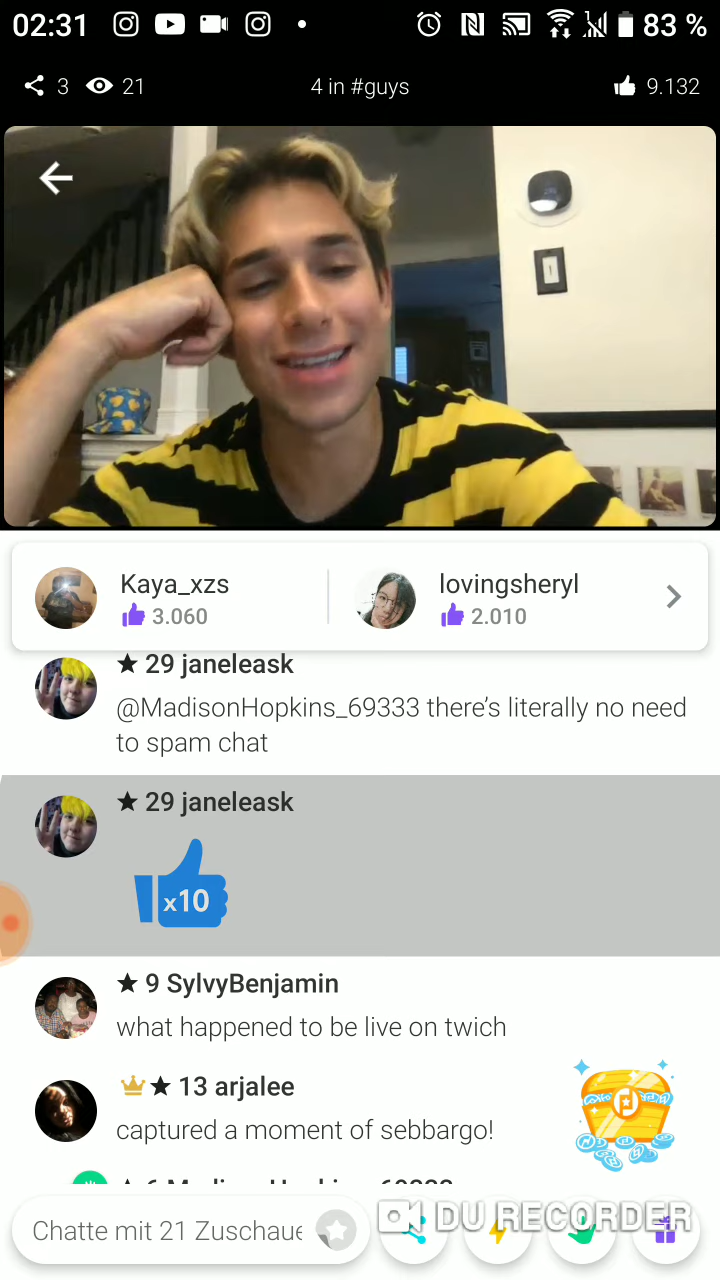 02:31
83 %
3
21
4 in #guys
9.132
Kaya_xzs
3.060
lovingsheryl
2.010
29 janeleask
@MadisonHopkins_69333 there’s literally no need
to spam chat
29 janeleask
x10
9 SylvyBenjamin
what happened to be live on twich
13 arjalee
captured a moment of sebbargo!
Chatte mit 21 Zuschaue
DU RECORDER